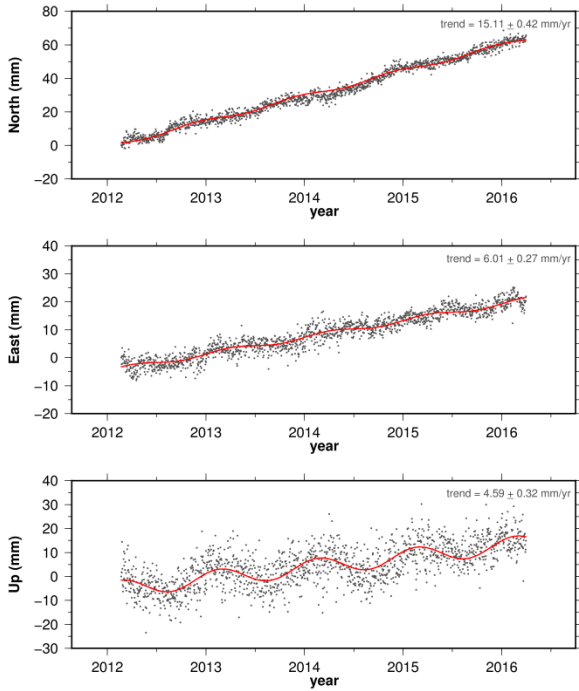 trend = 15.11 ± 0.42 mm/yr
North (mm)
80
60
40
20
0
−20
2012 2013 2014 2015 2016
year
trend = 6.01 ± 0.27 mm/yr
East (mm)
40
30
20
10
0
−10
−20
2012 2013 2014 2015 2016
year
trend = 4.59 ± 0.32 mm/yr
Up (mm)
40
30
20
10
0
−10
−20
−30
2012 2013 2014 2015 2016
year